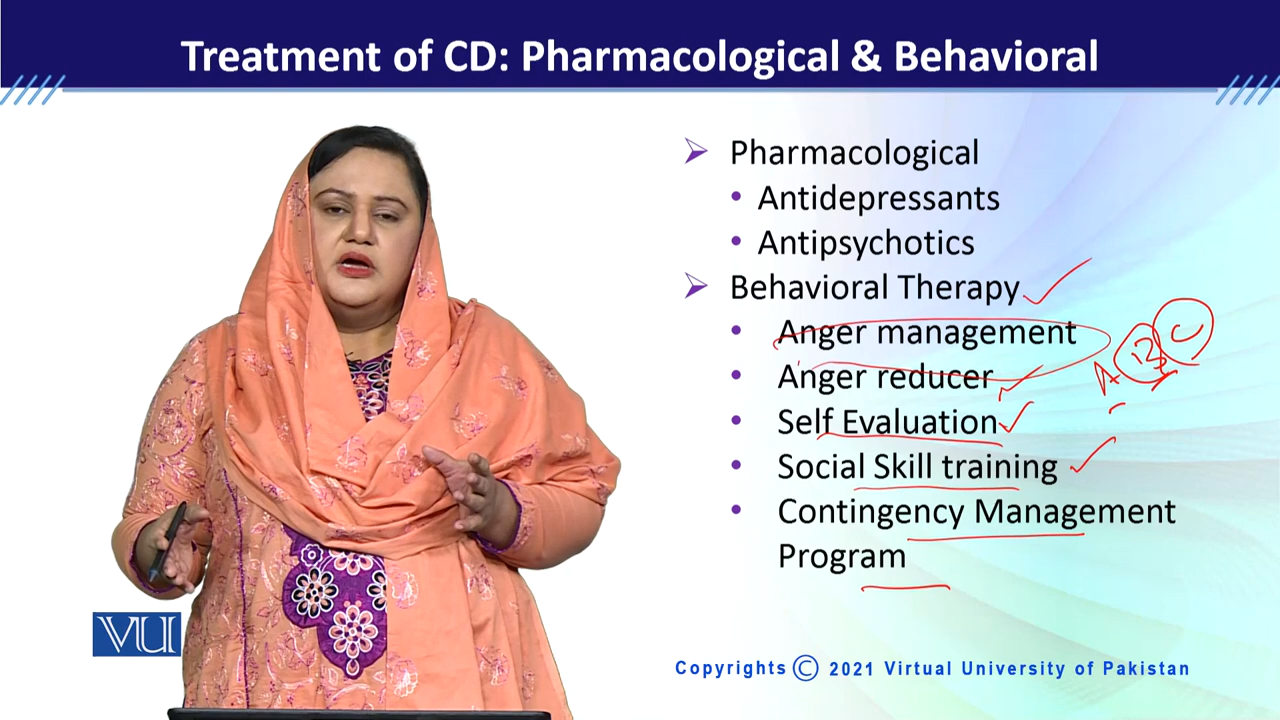 Treatment of CD: Pharmacological & Behavioral
Pharmacological
Antidepressants
Antipsychotics
Behavioral Therapy
Anger management
Anger reducer
Self Evaluation
Social Skill training
Contingency Management
Program
A B C
VU
Copyrights © 2021 Virtual University of Pakistan